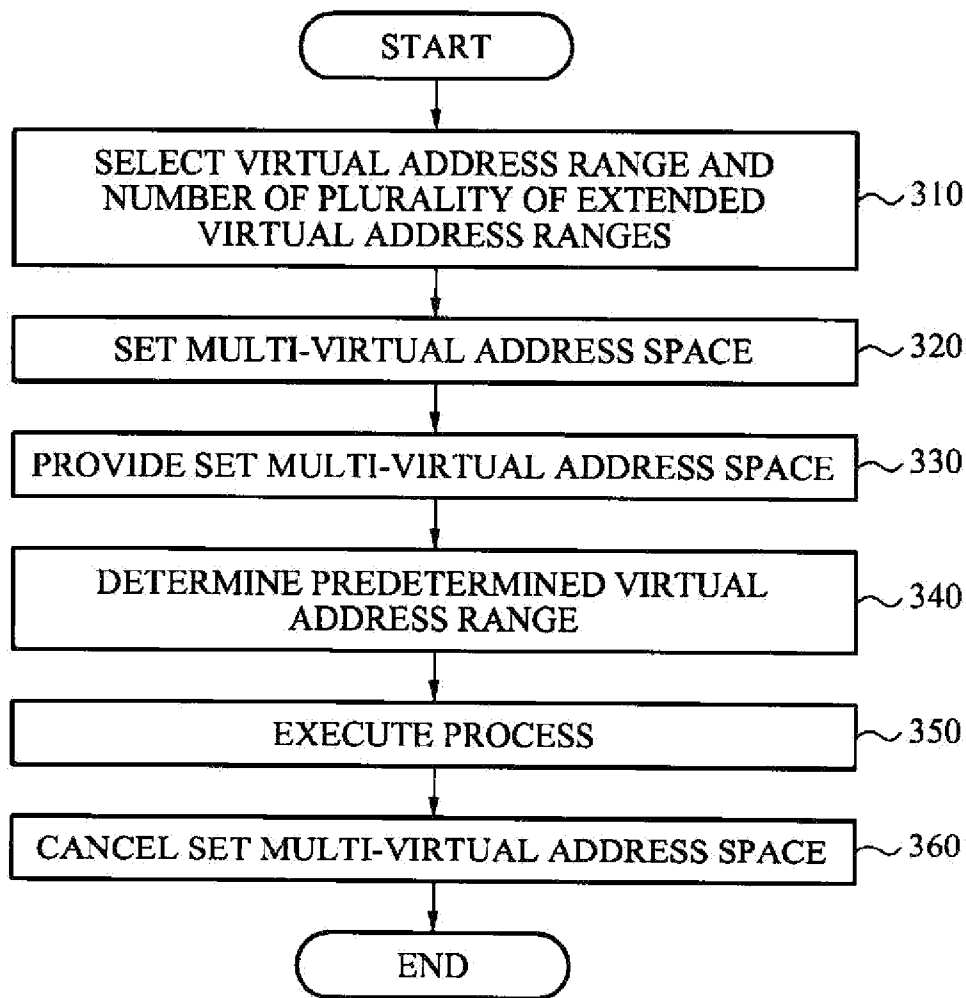 START
SELECT VIRTUAL ADDRESS RANGE AND
NUMBER OF PLURALITY OF EXTENDED
VIRTUAL ADDRESS RANGES
310
SET MULTI-VIRTUAL ADDRESS SPACE
320
PROVIDE SET MULTI-VIRTUAL ADDRESS SPACE
330
DETERMINE PREDETERMINED VIRTUAL
ADDRESS RANGE
340
EXECUTE PROCESS
350
CANCEL SET MULTI-VIRTUAL ADDRESS SPACE
360
END